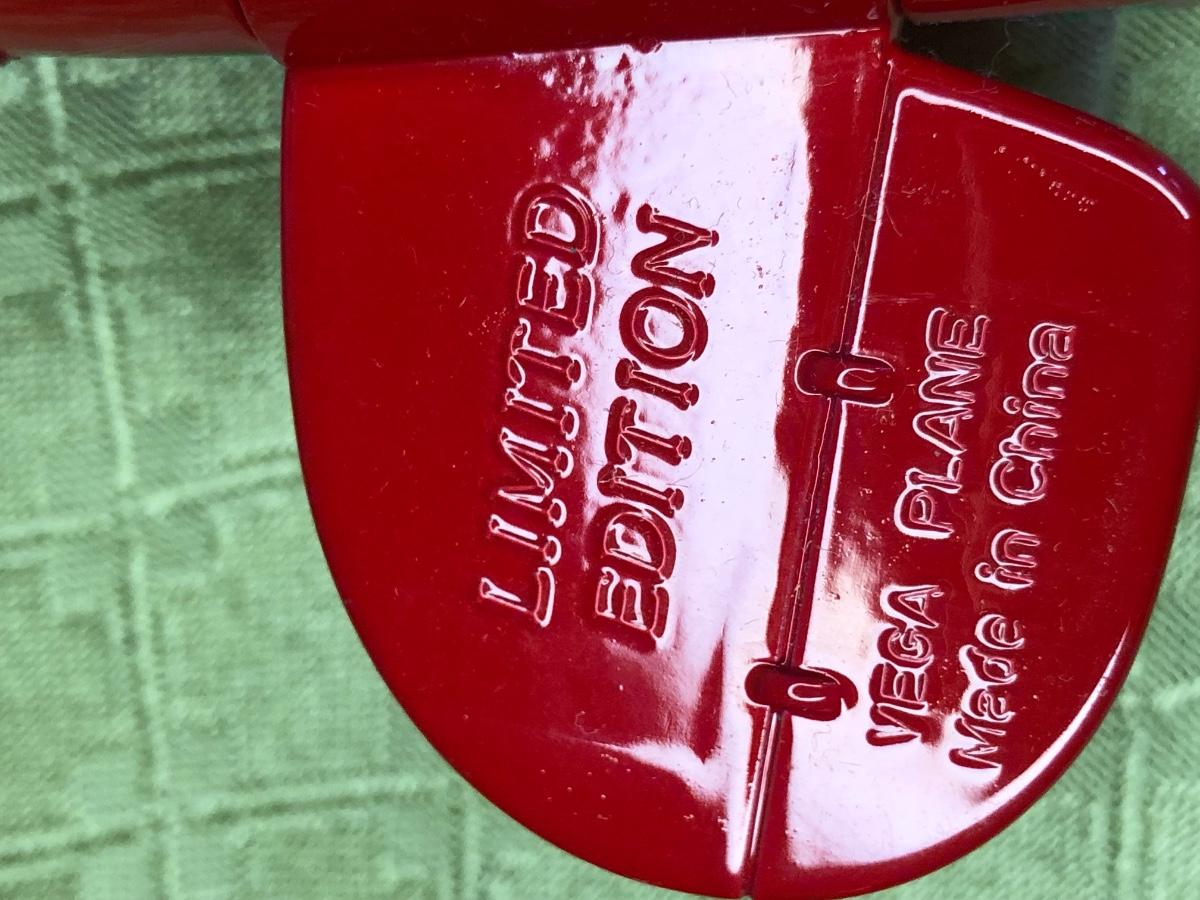 LIMITED
EDITION
VEGA PLANE
Made in China